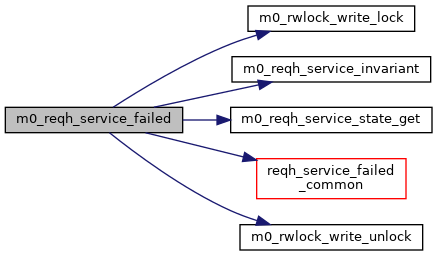 m0_rwlock_write_lock
m0_reqh_service_invariant
m0_reqh_service_failed
m0_reqh_service_state_get
reqh_service_failed
_common
m0_rwlock_write_unlock